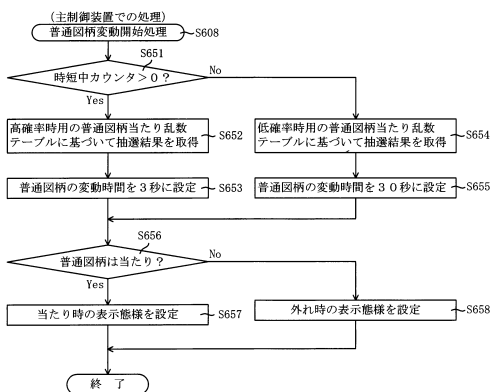 (主制御装置での処理)
普通図柄変動開始処理
S608
S651
時短中カウンタ>0?
No
Yes
高確率時用の普通図柄当たり乱数
テーブルに基づいて抽選結果を取得
S652
低確率時用の普通図柄当たり乱数
テーブルに基づいて抽選結果を取得
S654
普通図柄の変動時間を3秒に設定
S653
普通図柄の変動時間を30秒に設定
S655
S656
普通図柄は当たり?
No
Yes
当たり時の表示態様を設定
S657
外れ時の表示態様を設定
S658
終 了